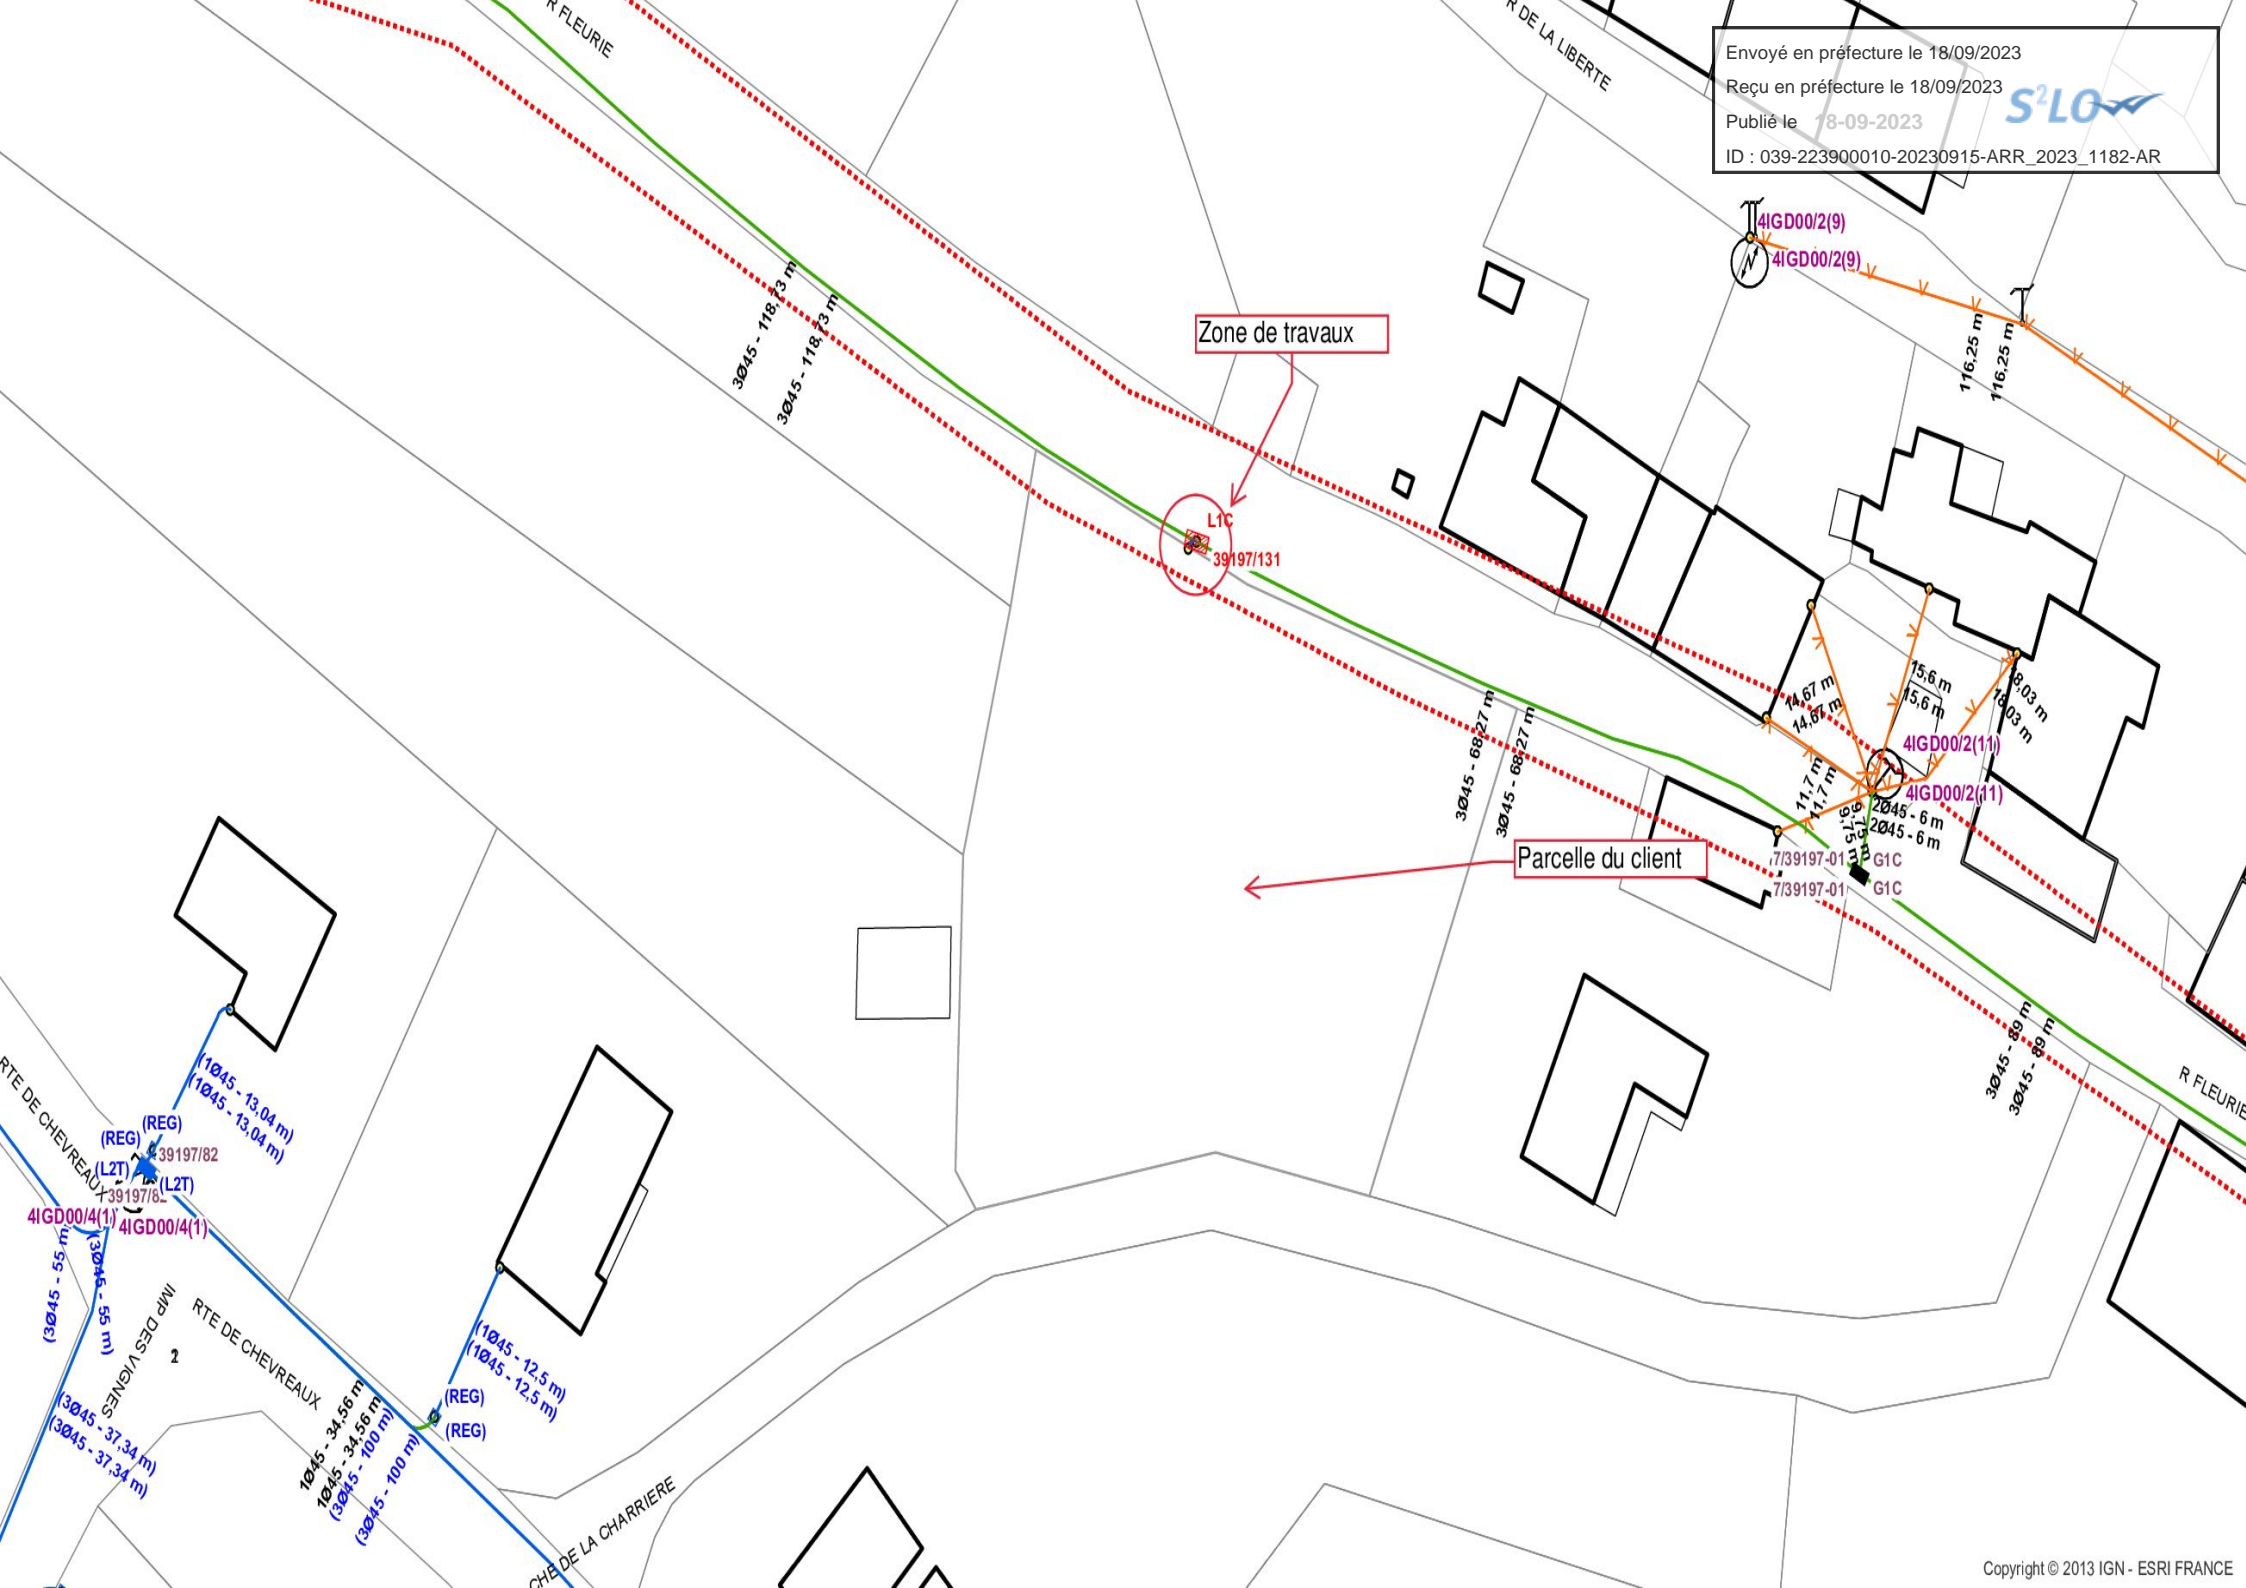 R FLEURIE
R DE LA LIBERTE
Envoyé en préfecture le 18/09/2023
Reçu en préfecture le 18/09/2023
Publié le 18-09-2023
S²LO
ID : 039-223900010-20230915-ARR_2023_1182-AR
4IGD00/2(9)
4IGD00/2(9)
3Ø45 - 118,73 m
3Ø45 - 118,73 m
Zone de travaux
116,25 m
116,25 m
L1C
39197/131
15,6 m
15,6 m
18,03 m
18,03 m
14,67 m
14,67 m
3Ø45 - 68,27 m
3Ø45 - 68,27 m
4IGD00/2(11)
4IGD00/2(11)
11,7 m
11,7 m
9,75 m
9,75 m
2Ø45 - 6 m
2Ø45 - 6 m
Parcelle du client
7/39197-01
G1C
7/39197-01
G1C
3Ø45 - 89 m
3Ø45 - 89 m
R FLEURIE
(1Ø45 - 13,04 m)
(1Ø45 - 13,04 m)
RTE DE CHEVREAUX
(REG)
(REG)
39197/82
(L2T)
(L2T)
39197/82
4IGD00/4(1)
4IGD00/4(1)
(3Ø45 - 55 m)
(3Ø45 - 55 m)
IMP DES VIGNES
RTE DE CHEVREAUX
2
(1Ø45 - 12,5 m)
(1Ø45 - 12,5 m)
(REG)
(REG)
(3Ø45 - 37,34 m)
(3Ø45 - 37,34 m)
1Ø45 - 34,56 m
1Ø45 - 34,56 m
(3Ø45 - 100 m)
(3Ø45 - 100 m)
CHE DE LA CHARRIERE
Copyright © 2013 IGN - ESRI FRANCE